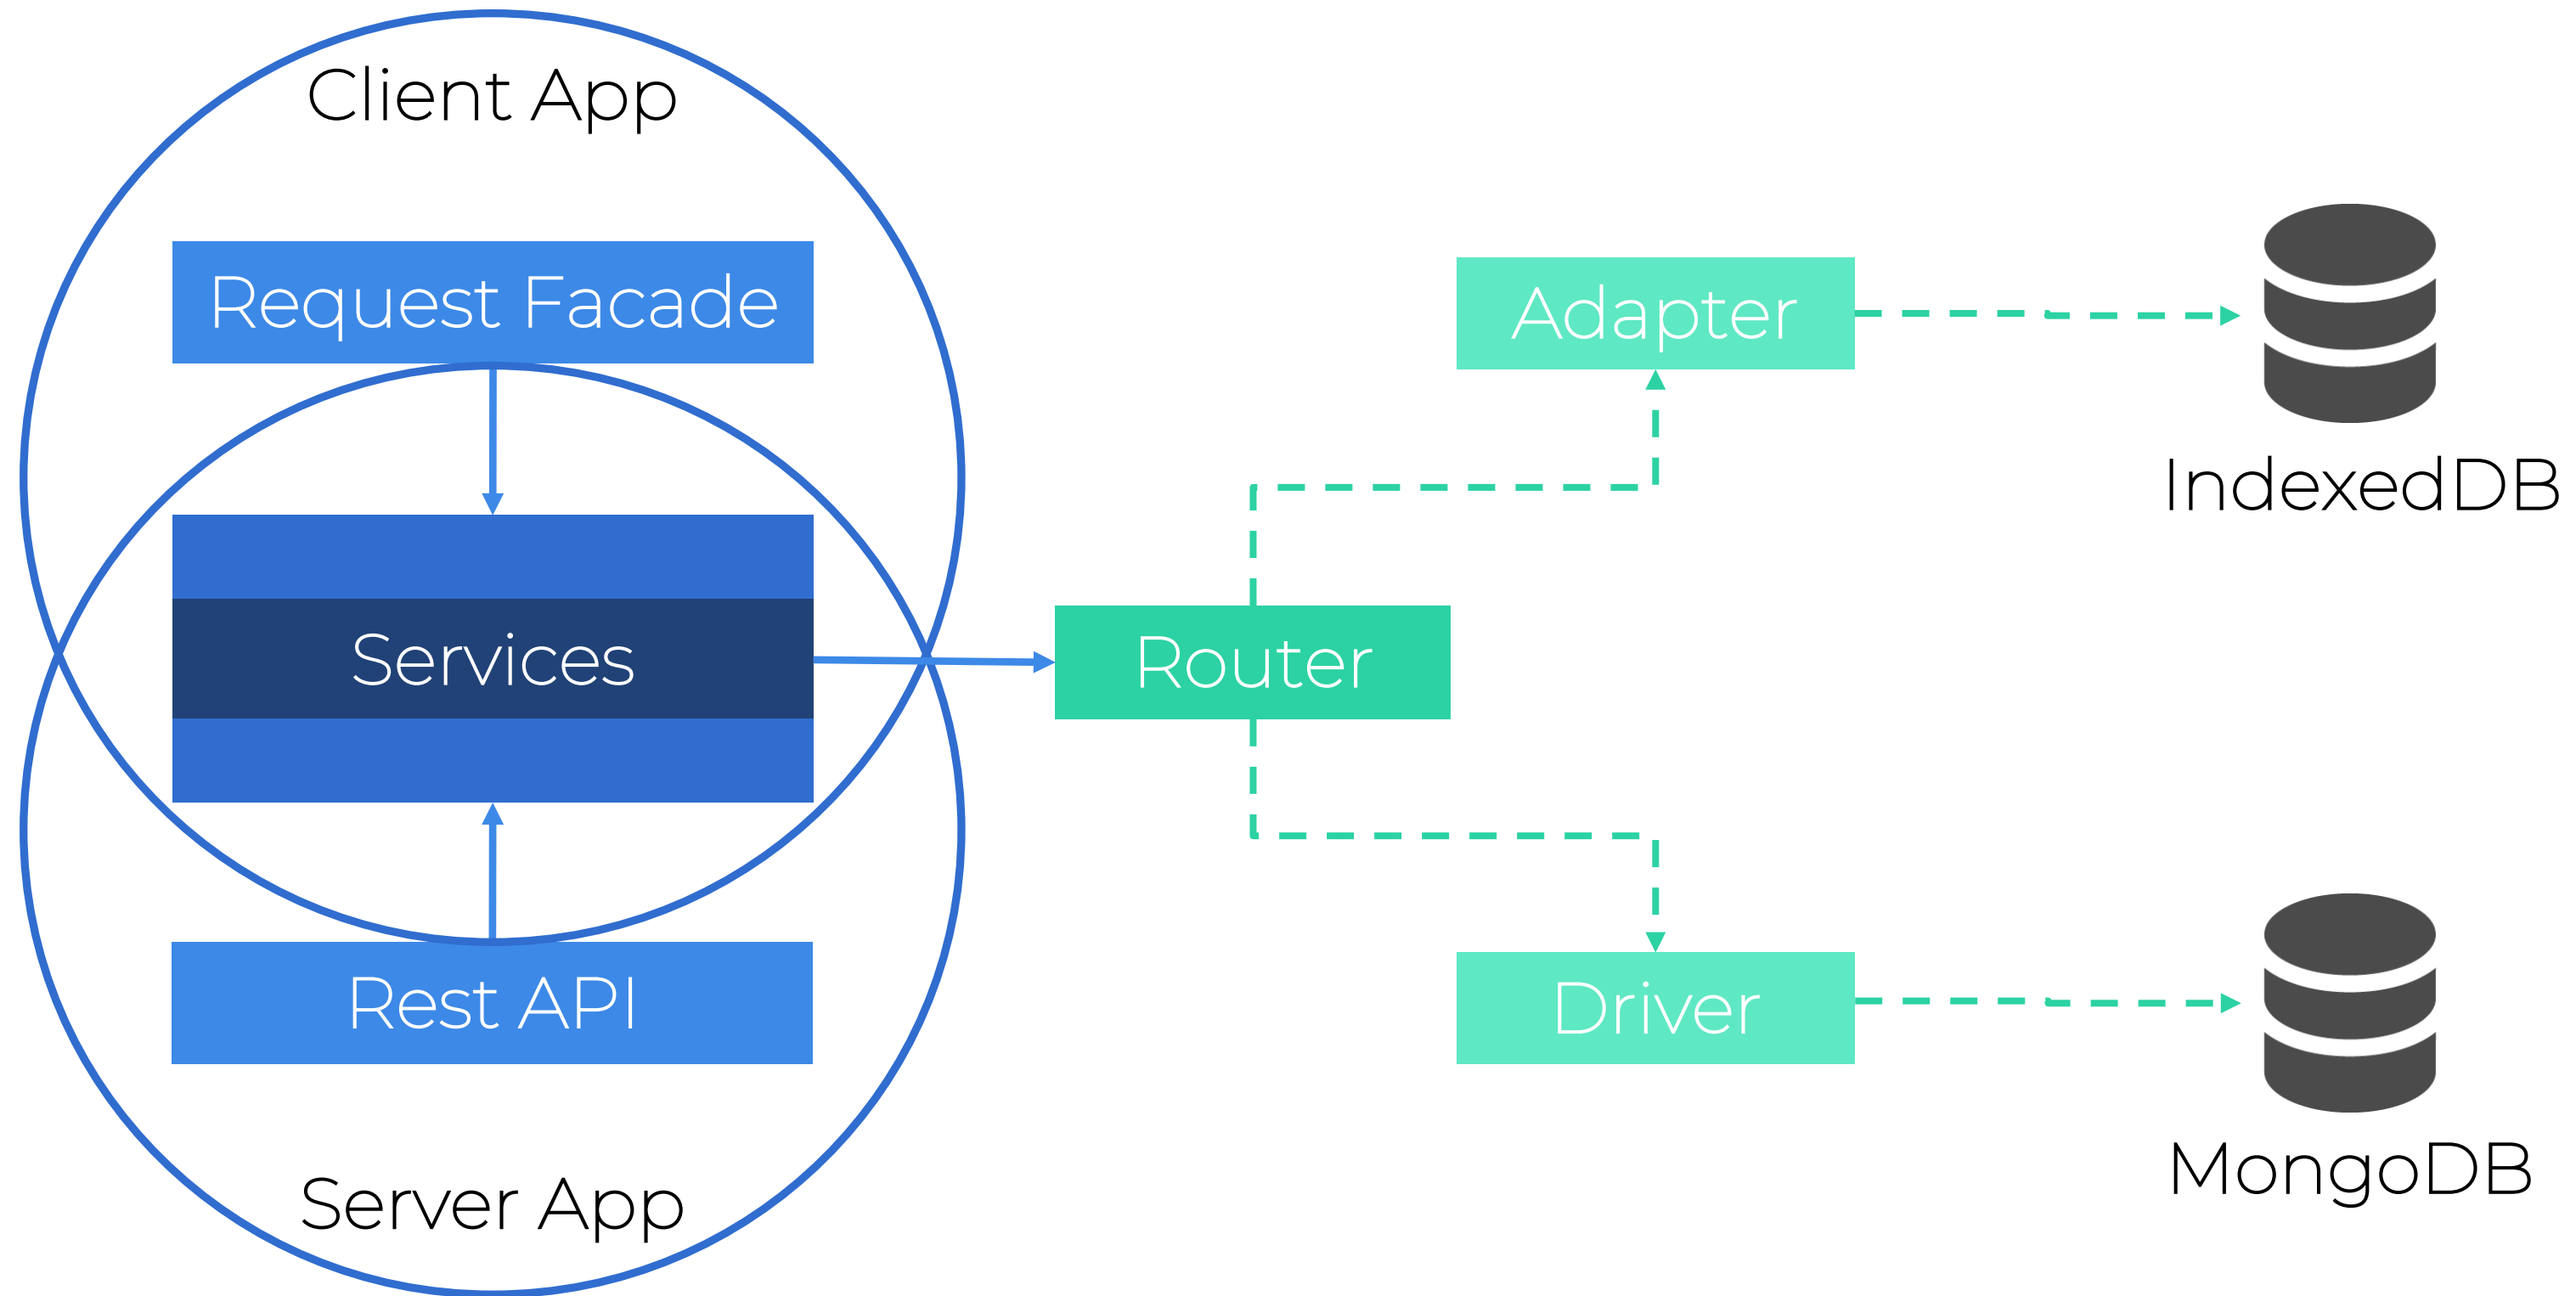 Client App
Request Facade
Services
Rest API
Server App
Router
Adapter
Driver
IndexedDB
MongoDB